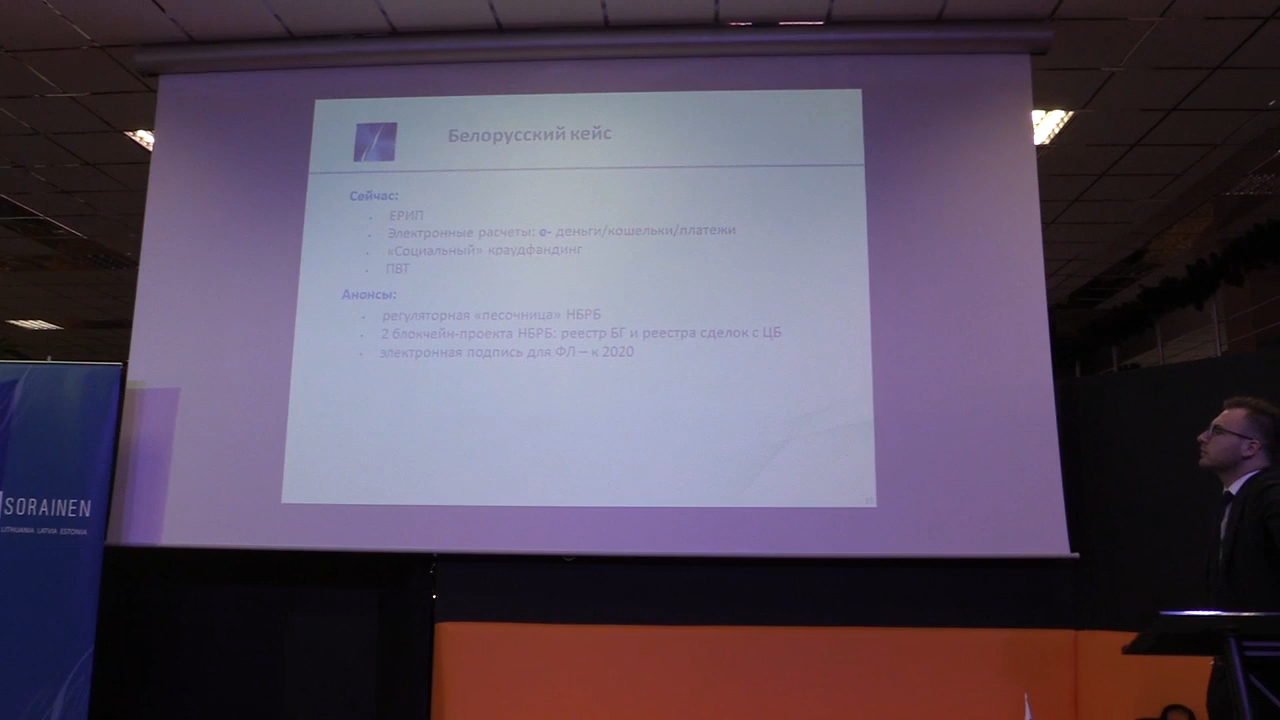 Белорусский кейс
Сейчас:
ЕРИП
Электронные расчеты: е- деньги/кошельки/платежи
«Социальный» краудфандинг
ПВТ
Анонсы:
регуляторная «песочница» НБРБ
2 блокчейн-проекта НБРБ: реестр БГ и реестра сделок с ЦБ
электронная подпись для ФЛ – к 2020
SORAINEN
LITHUANIA LATVIA ESTONIA